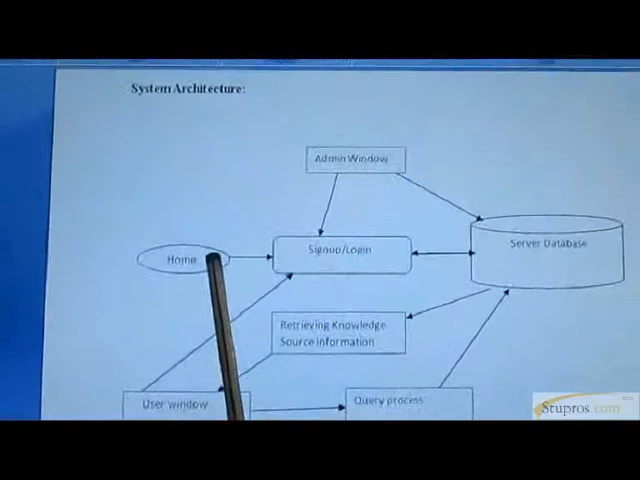 System Architecture:
Admin Window
Home
Signup/Login
Server Database
Retrieving Knowledge
Source information
User window
Query process
Stupros.com